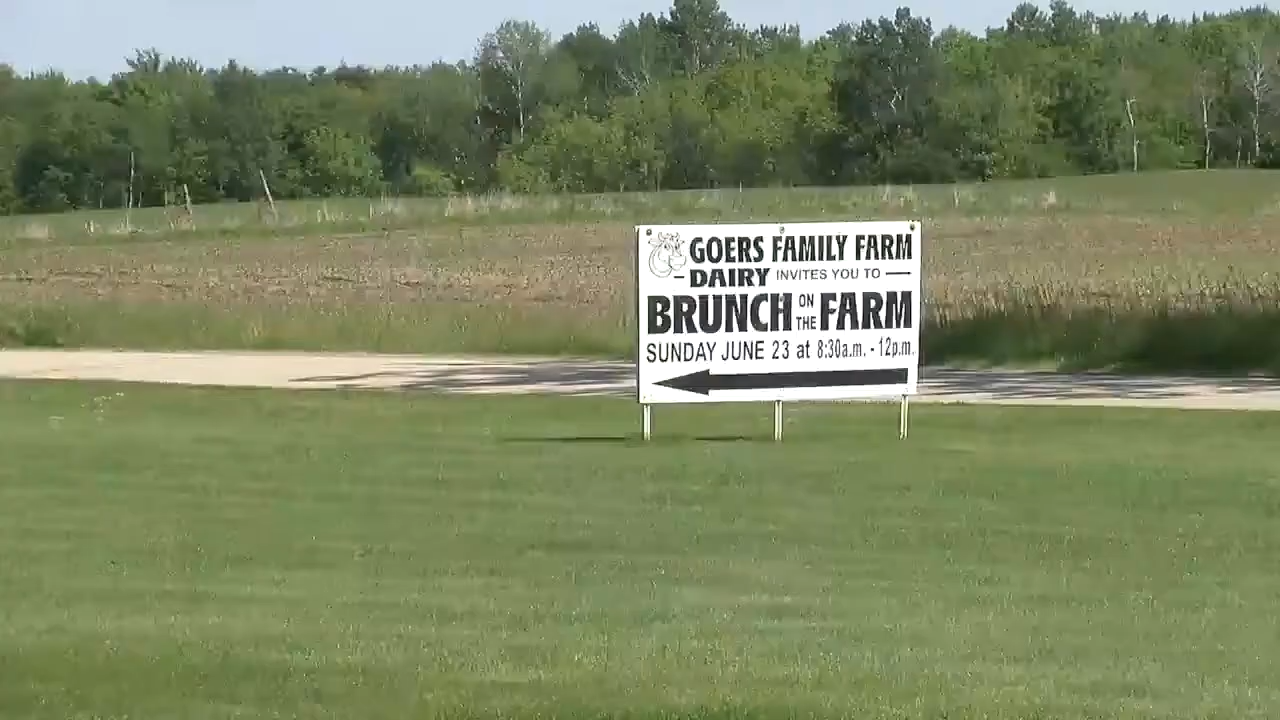 GOERS FAMILY FARM
- DAIRY INVITES YOU TO —
BRUNCH ON THE FARM
SUNDAY JUNE 23 at 8:30a.m. - 12p.m.